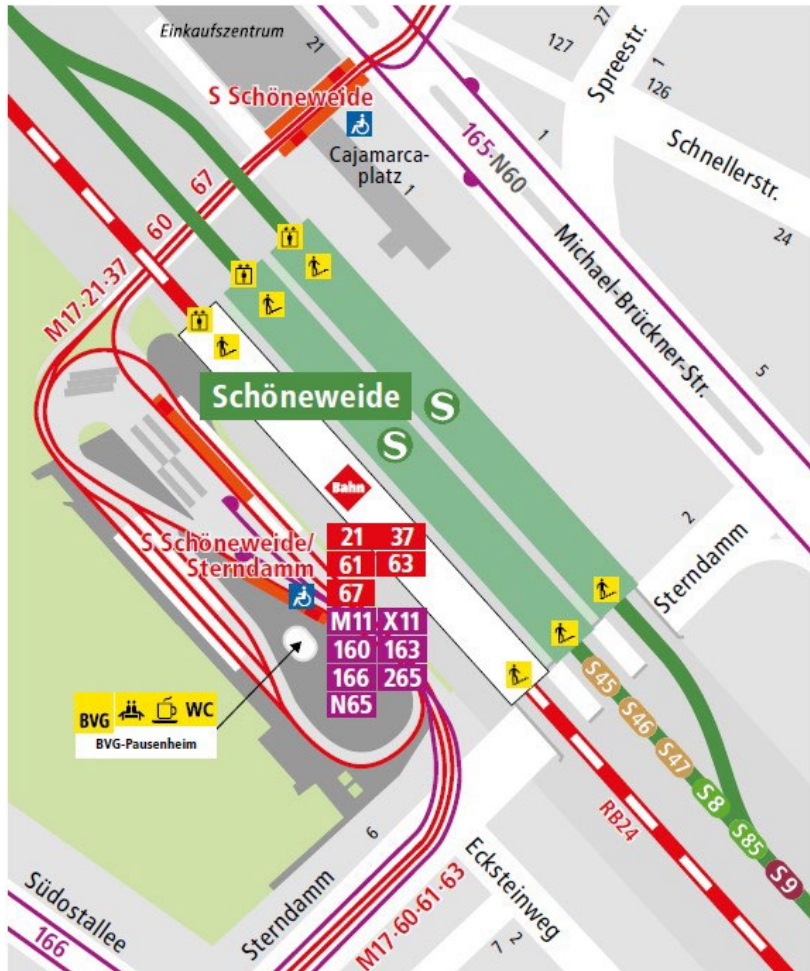 Einkaufszentrum
21
27
127
1
126
Spreestr.
S Schöneweide
Cajamarca-
platz
1
165·N60
1
Schnellerstr.
24
67
60
M17·21·37
Michael-Brückner-Str.
5
Schöneweide
S
S
Bahn
2
Sterndamm
S Schöneweide/
Sterndamm
21 37
61 63
67
M11 X11
160 163
166 265
N65
BVG WC
BVG-Pausenheim
S45
S46
S47
S8
S85
S9
RB24
6
Ecksteinweg
7 2
Sterndamm
M17·60·61·63
Südostallee
166